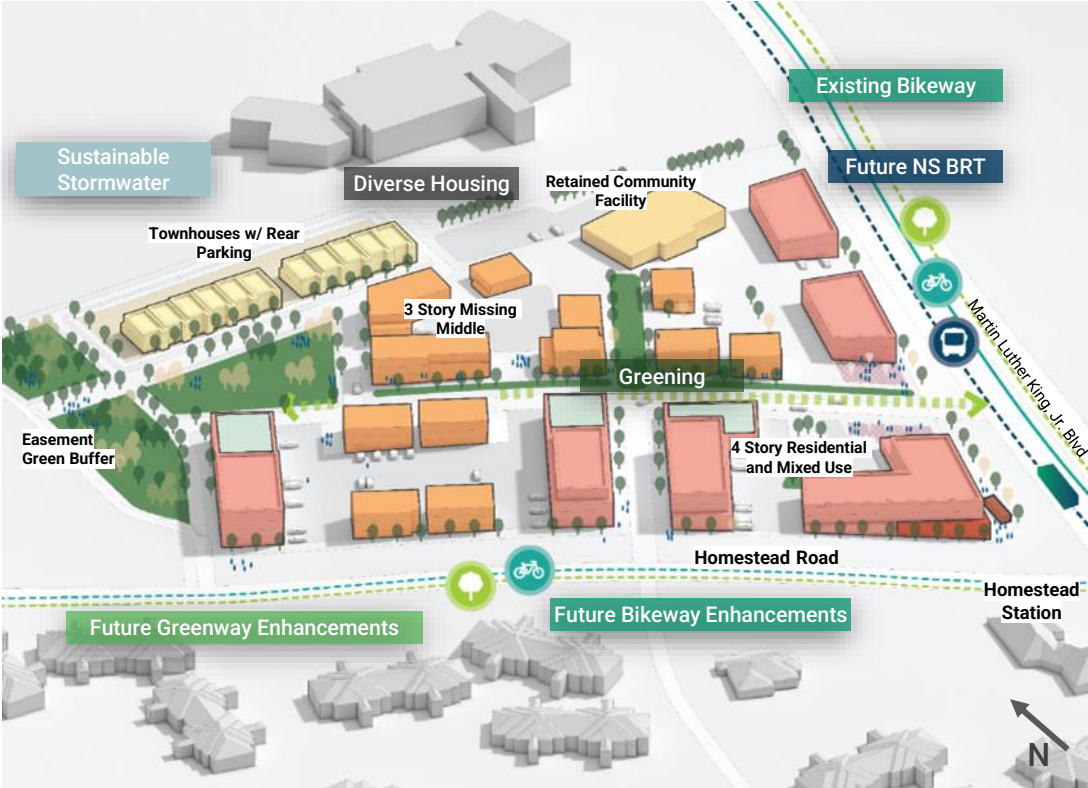 Existing Bikeway
Sustainable
Stormwater
Future NS BRT
Diverse Housing
Retained Community
Facility
Townhouses w/ Rear
Parking
3 Story Missing
Middle
Martin Luther King, Jr. Blvd
Greening
Easement
Green Buffer
4 Story Residential
and Mixed Use
Homestead Road
Homestead
Station
Future Greenway Enhancements
Future Bikeway Enhancements
N